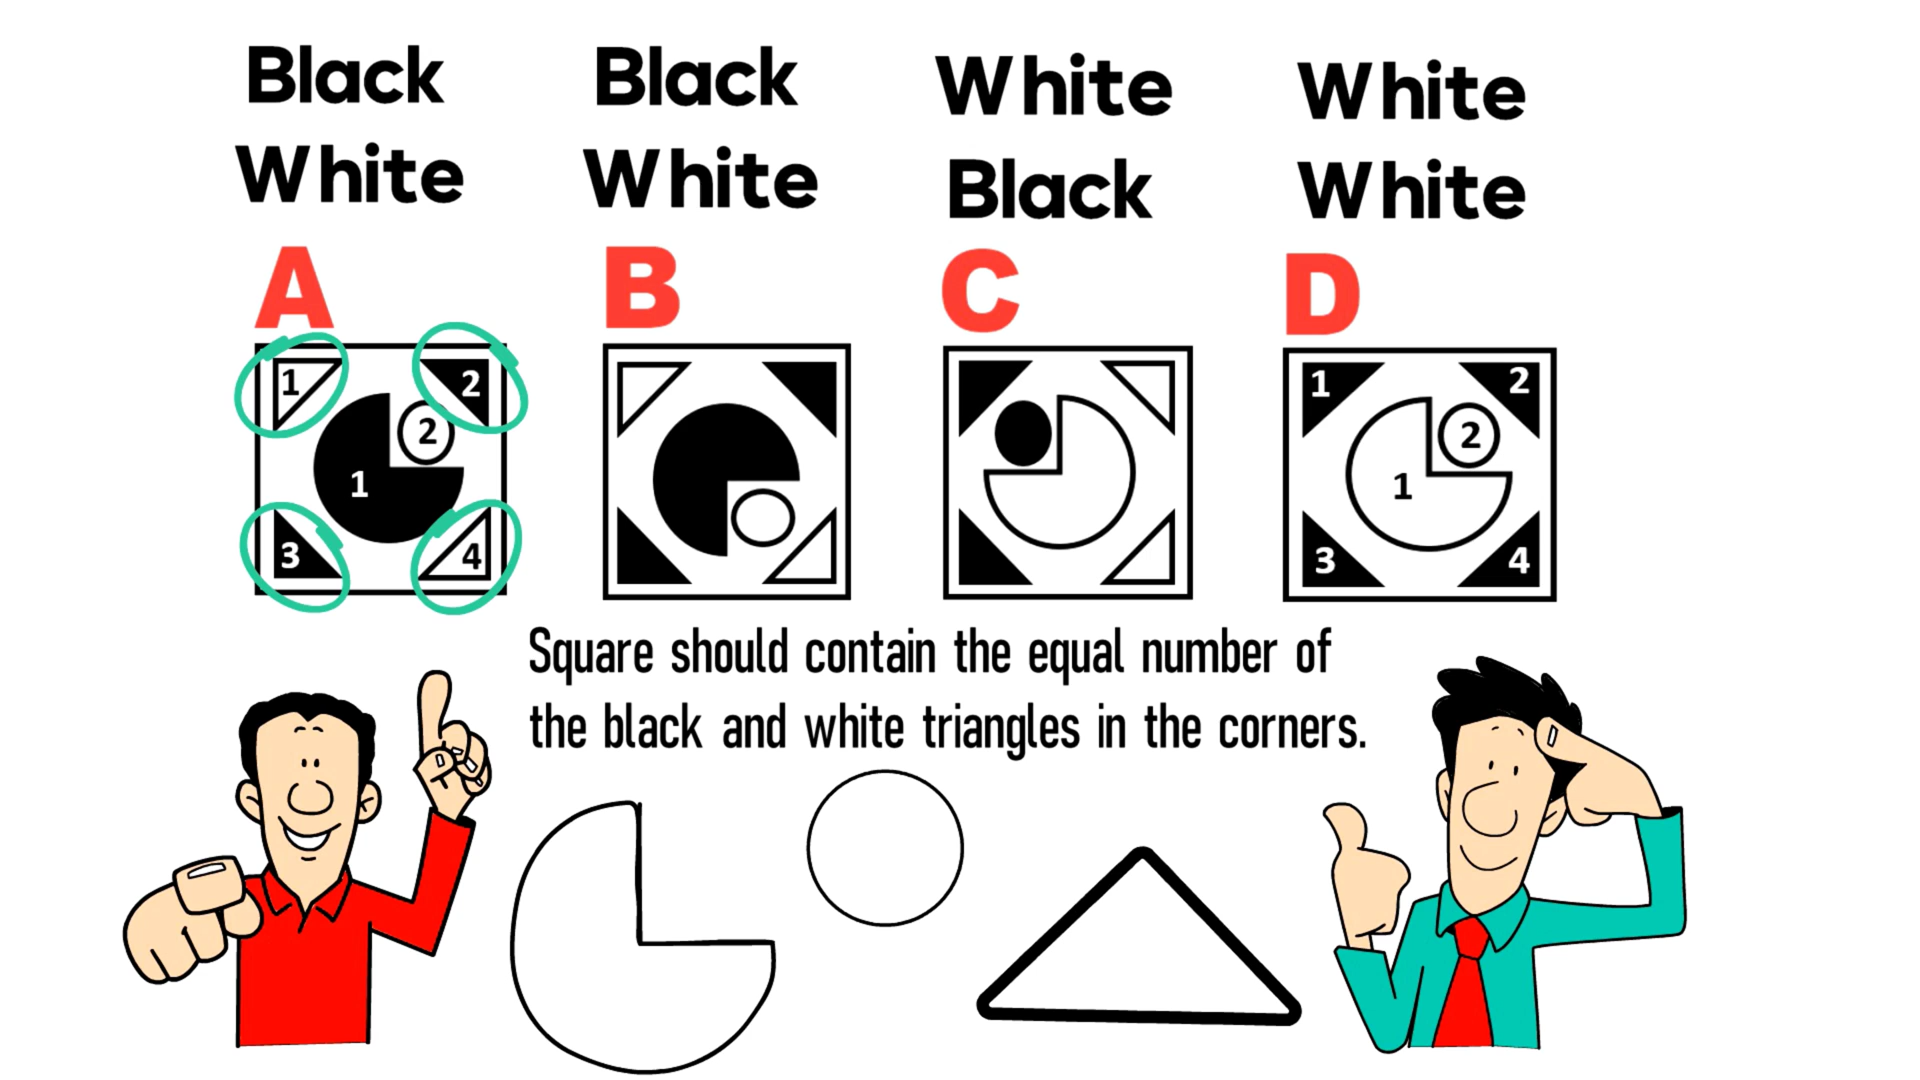 Black Black White White
White White Black White
A B C D
1 2 1 2
2 2
1 1
3 4 3 4
Square should contain the equal number of
the black and white triangles in the corners.